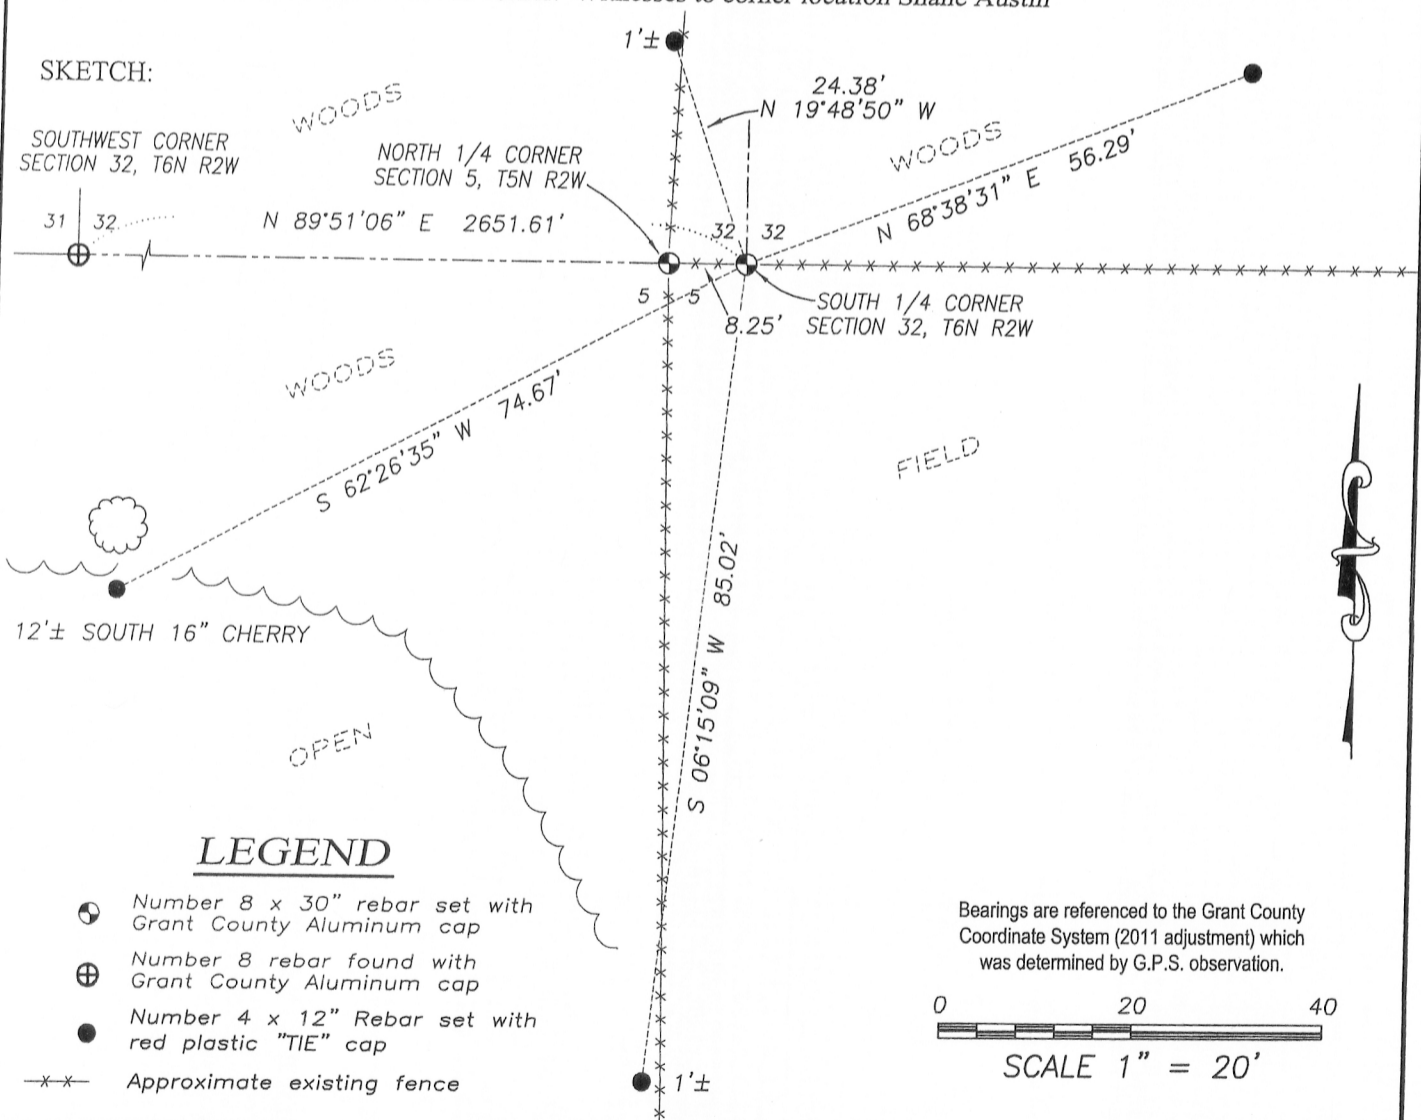 to corner location Shane Austin
SKETCH:
1'±
WOODS
24.38'
N 19°48'50" W
SOUTHWEST CORNER
SECTION 32, T6N R2W
NORTH 1/4 CORNER
SECTION 5, T5N R2W
WOODS
N 68°38'31" E 56.29'
31 32
N 89°51'06" E 2651.61'
32 32
5 5
SOUTH 1/4 CORNER
8.25' SECTION 32, T6N R2W
WOODS
S 62°26'35" W 74.67'
FIELD
S 06°15'09" W 85.02'
12'± SOUTH 16" CHERRY
OPEN
LEGEND
Number 8 x 30" rebar set with
Grant County Aluminum cap
Number 8 rebar found with
Grant County Aluminum cap
Number 4 x 12" Rebar set with
red plastic "TIE" cap
Approximate existing fence
1'±
Bearings are referenced to the Grant County
Coordinate System (2011 adjustment) which
was determined by G.P.S. observation.
0 20 40
SCALE 1" = 20'